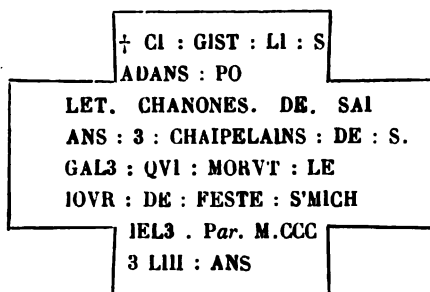 † CI : GIST : LI : S
ADANS : PO
LET. CHANONES. DE. SAI
ANS : 3 : CHAIPELAINS : DE : S.
GAL3 : QVI : MORVT : LE
IOVR : DE : FESTE : S'MICH
IEL3 . Par. M.CCC
3 LIII : ANS